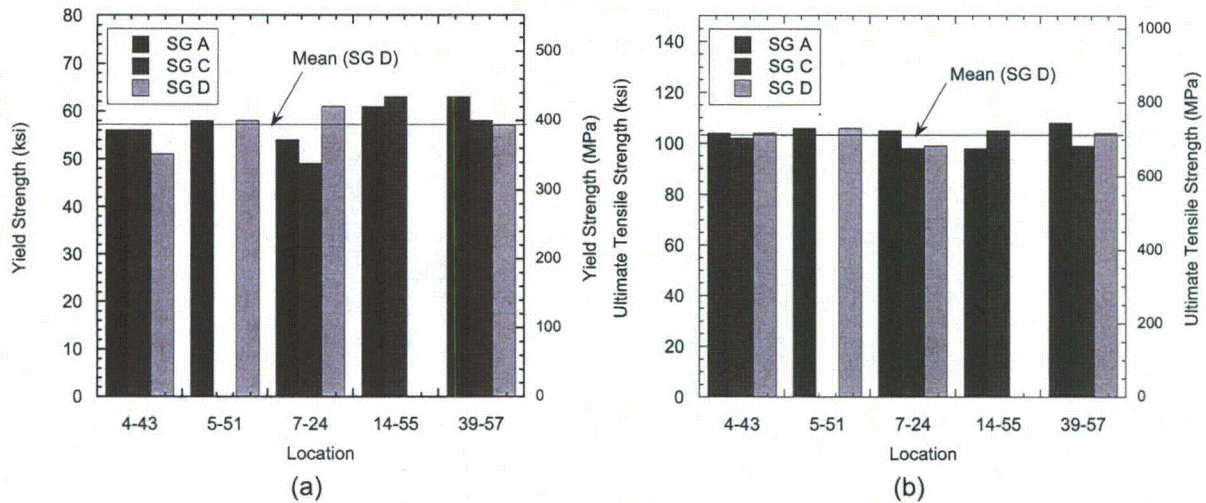 80
70
60
50
40
30
20
10
0
Yield Strength (ksi)
SG A
SG C
SG D
Mean (SG D)
500
400
300
200
100
0
Yield Strength (MPa)
4-43 5-51 7-24 14-55 39-57
Location
(a)
140
120
100
80
60
40
20
0
Ultimate Tensile Strength (ksi)
SG A
SG C
SG D
Mean (SG D)
1000
800
600
400
200
0
Ultimate Tensile Strength (MPa)
4-43 5-51 7-24 14-55 39-57
Location
(b)